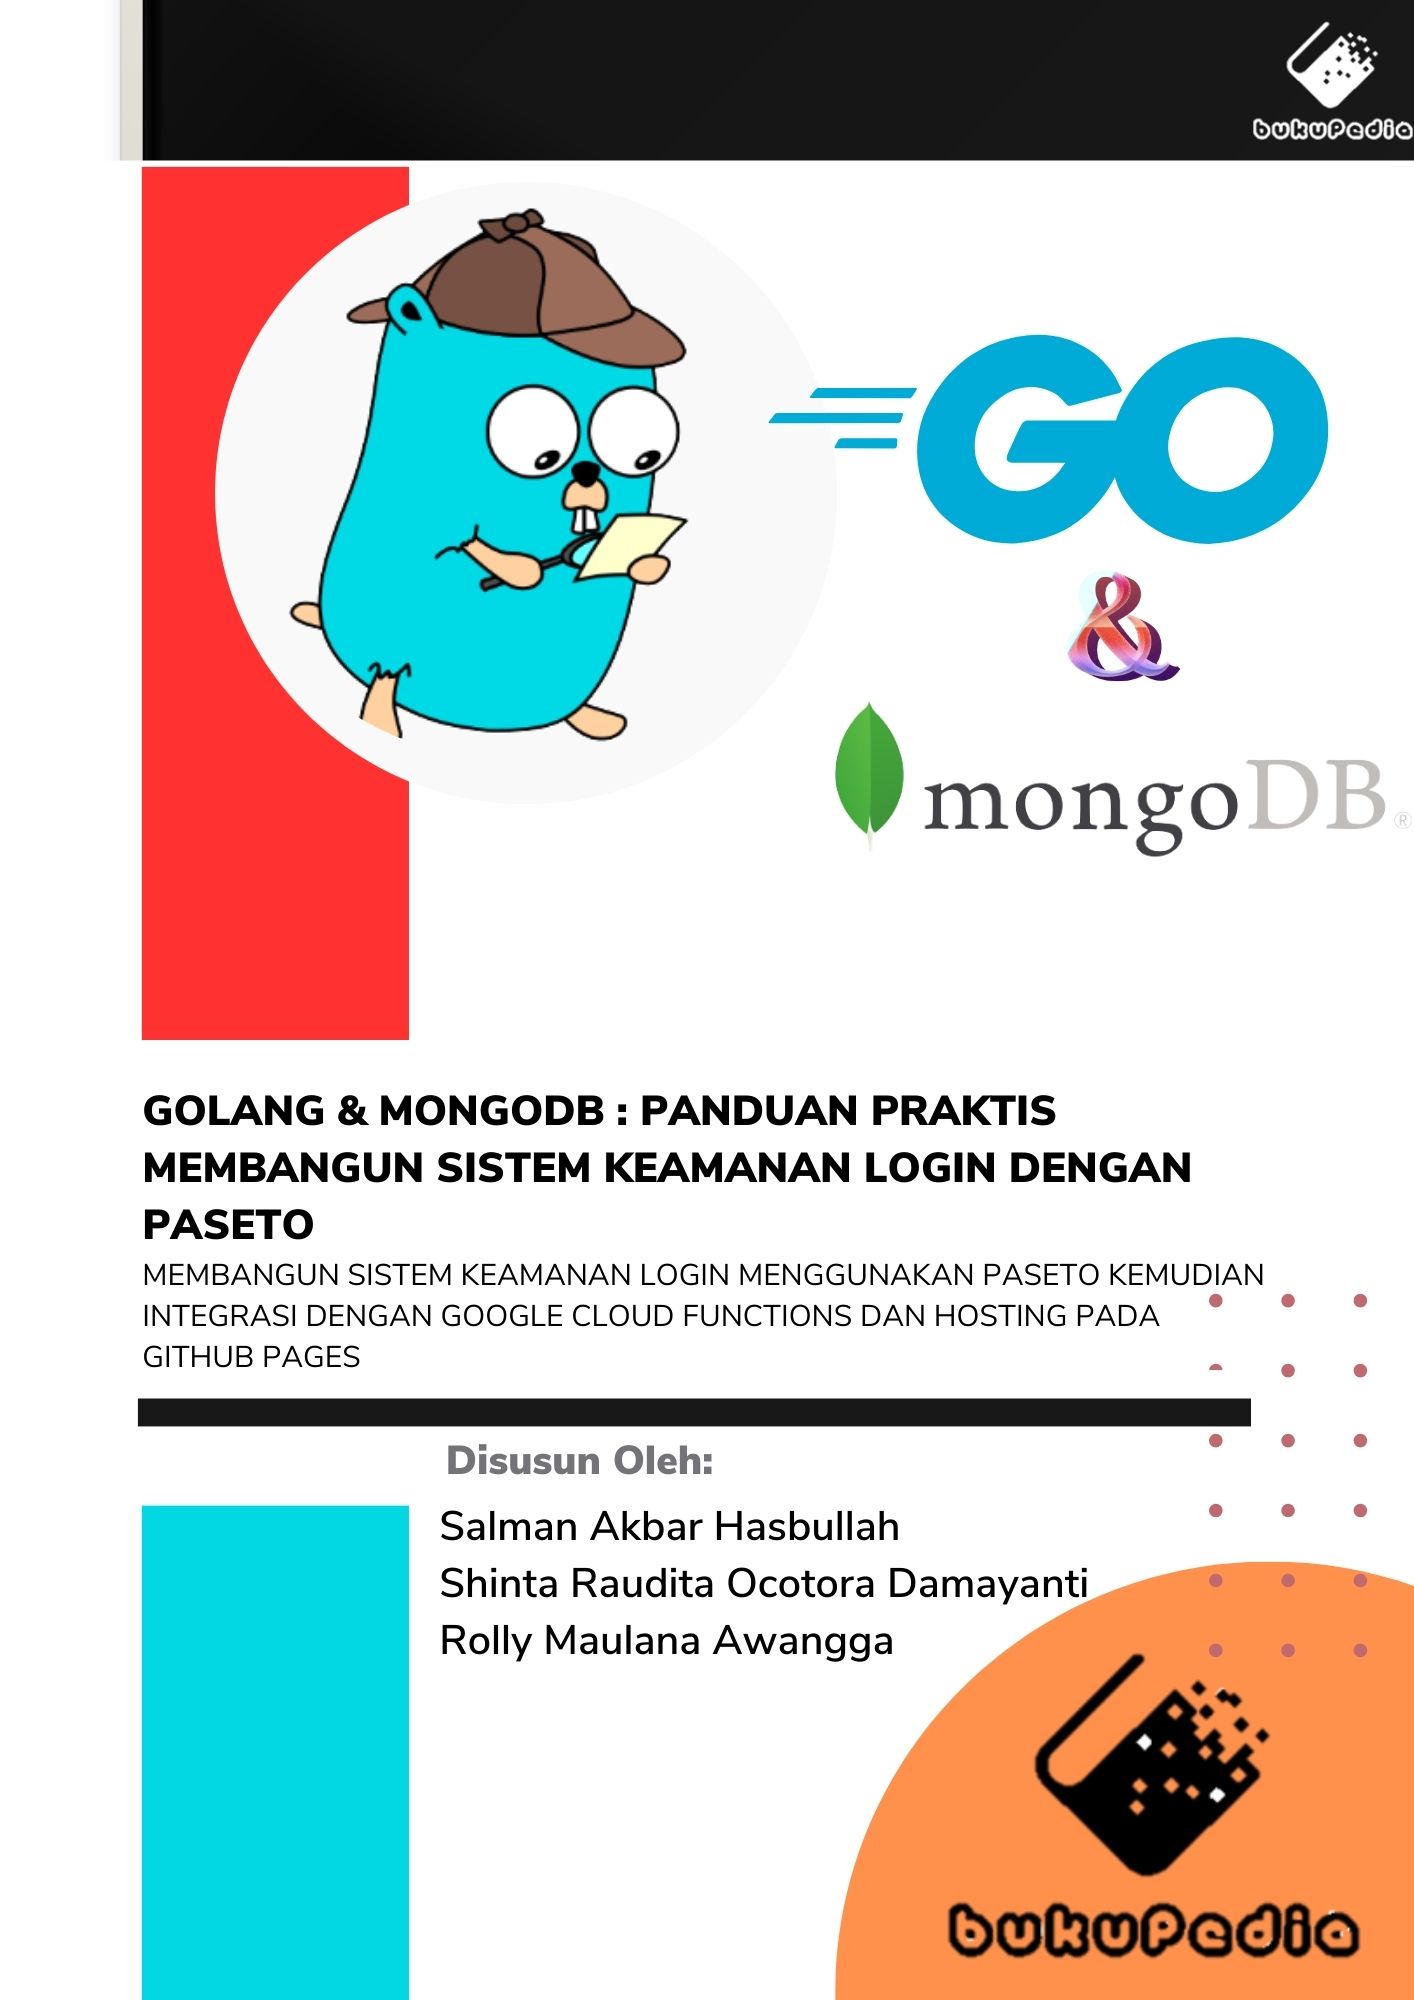 bukupedia
GO
&
mongoDB®
GOLANG & MONGODB : PANDUAN PRAKTIS
MEMBANGUN SISTEM KEAMANAN LOGIN DENGAN
PASETO
MEMBANGUN SISTEM KEAMANAN LOGIN MENGGUNAKAN PASETO KEMUDIAN
INTEGRASI DENGAN GOOGLE CLOUD FUNCTIONS DAN HOSTING PADA
GITHUB PAGES
Disusun Oleh:
Salman Akbar Hasbullah
Shinta Raudita Ocotora Damayanti
Rolly Maulana Awangga
bukupedia